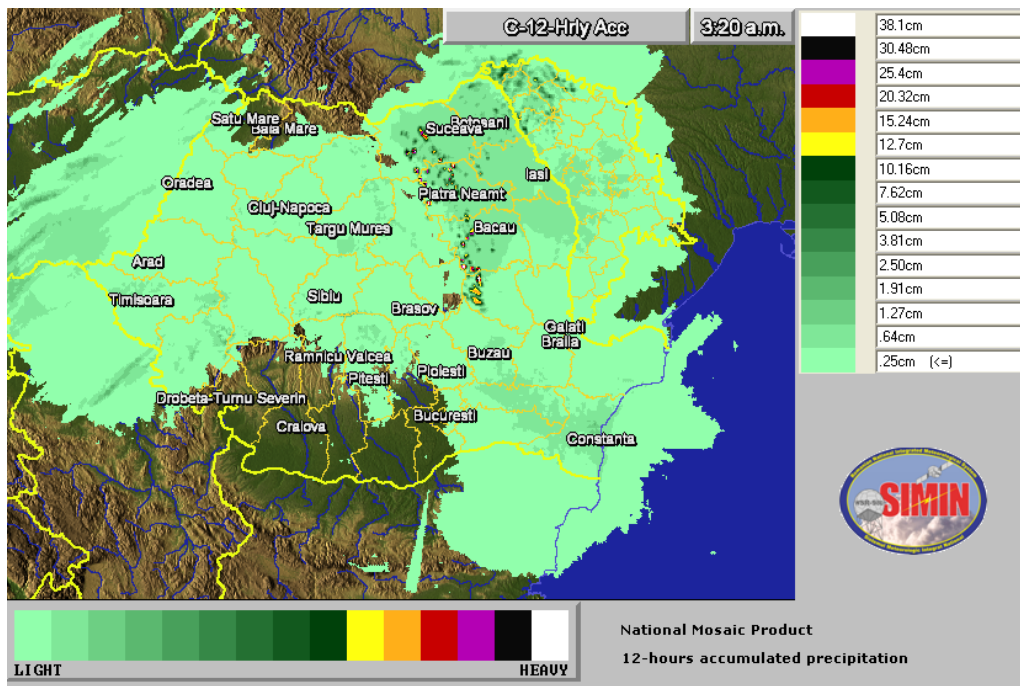 C-12-Hrly Acc
3:20 a.m.
38.1cm
30.48cm
25.4cm
20.32cm
15.24cm
12.7cm
10.16cm
7.62cm
5.08cm
3.81cm
2.50cm
1.91cm
1.27cm
.64cm
.25cm (<=)
Satu Mare
Baia Mare
Botosani
Suceava
Iasi
Oradea
Piatra Neamt
Cluj-Napoca
Targu Mures
Bacau
Arad
Timisoara
Sibiu
Brasov
Galati
Braila
Ramnicu Valcea
Buzau
Pitesti
Ploiesti
Drobeta-Turnu Severin
Bucuresti
Craiova
Constanta
SIMIN
LIGHT
HEAVY
National Mosaic Product
12-hours accumulated precipitation